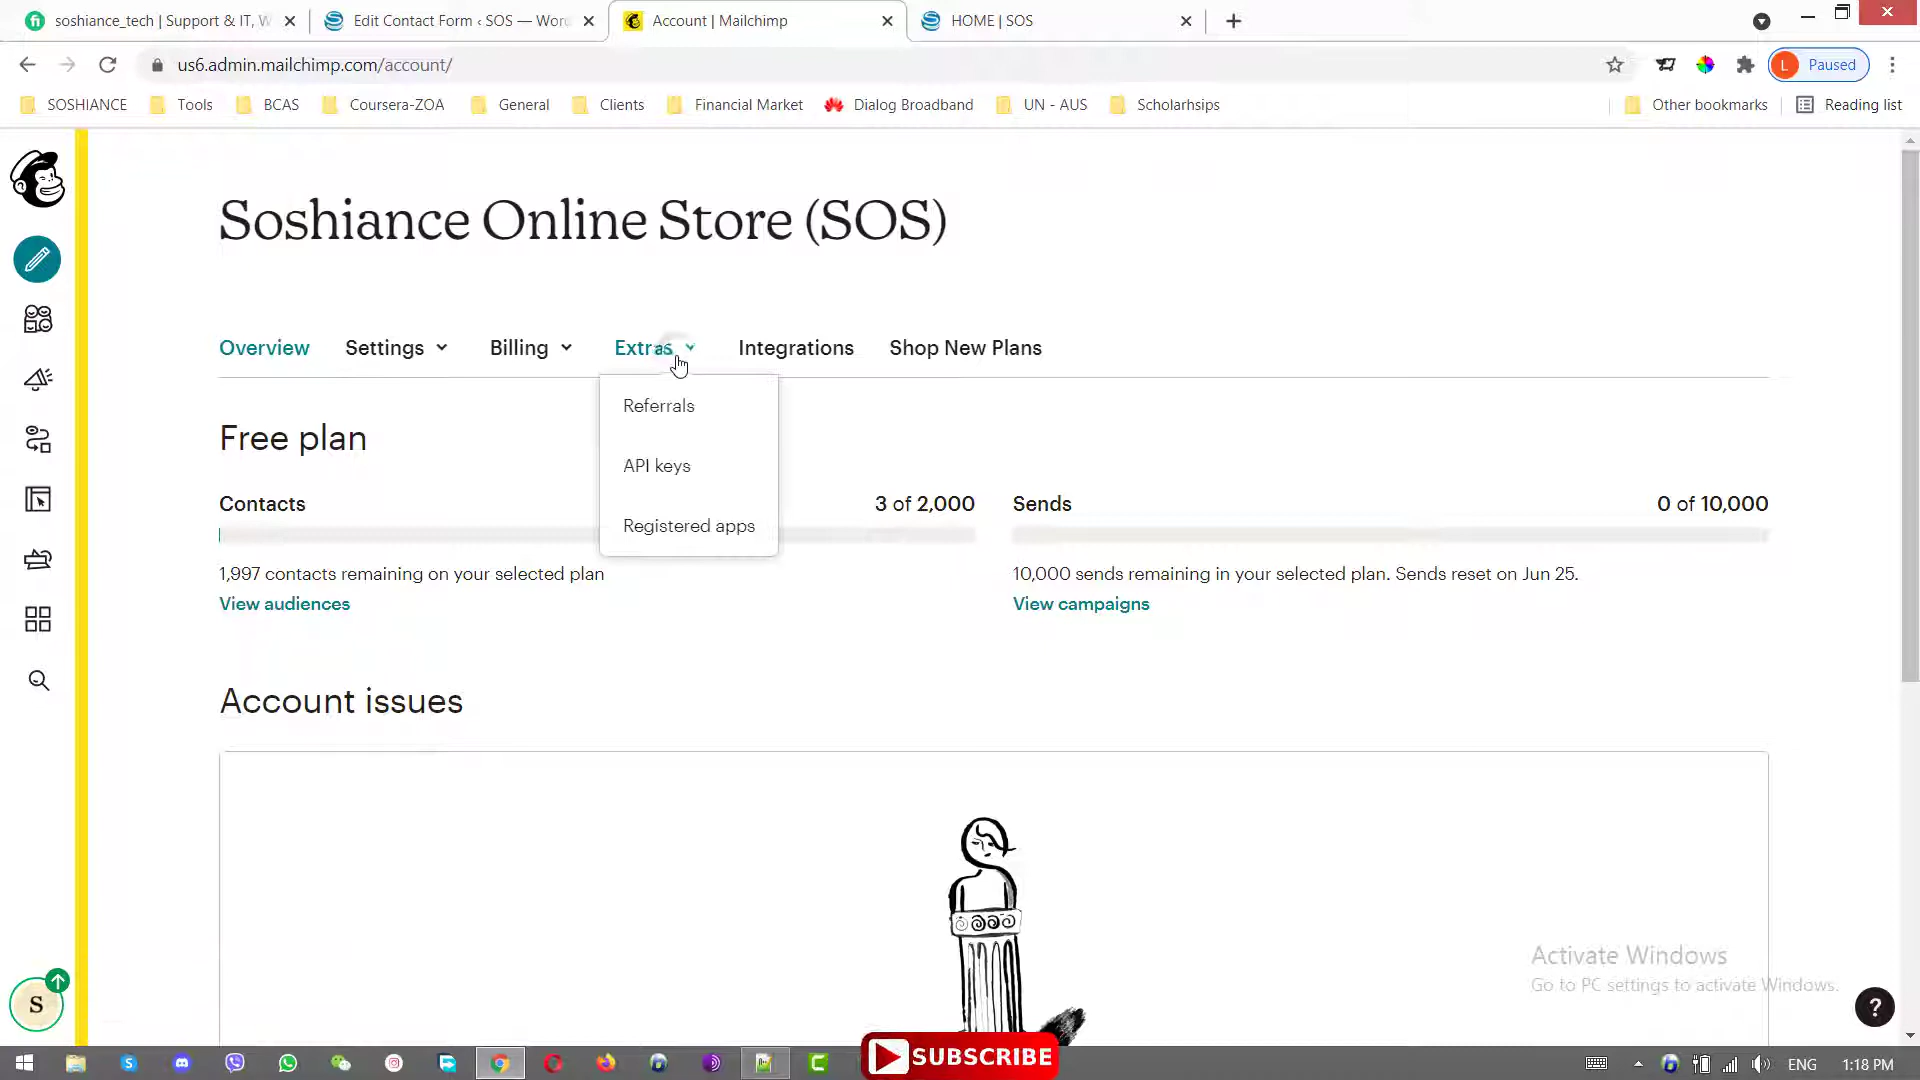 soshiance_tech | Support & IT, W
Edit Contact Form ‹ SOS — Word
Account | Mailchimp
HOME | SOS
us6.admin.mailchimp.com/account/
L Paused
SOSHIANCE Tools BCAS Coursera-ZOA General Clients Financial Market Dialog Broadband UN - AUS Scholarhsips Other bookmarks Reading list
Soshiance Online Store (SOS)
Overview Settings Billing Extras Integrations Shop New Plans
Referrals
API keys
Registered apps
Free plan
Contacts 3 of 2,000
1,997 contacts remaining on your selected plan
View audiences
Sends 0 of 10,000
10,000 sends remaining in your selected plan. Sends reset on Jun 25.
View campaigns
Account issues
Activate Windows
Go to PC settings to activate Windows.
S
?
SUBSCRIBE
ENG 1:18 PM